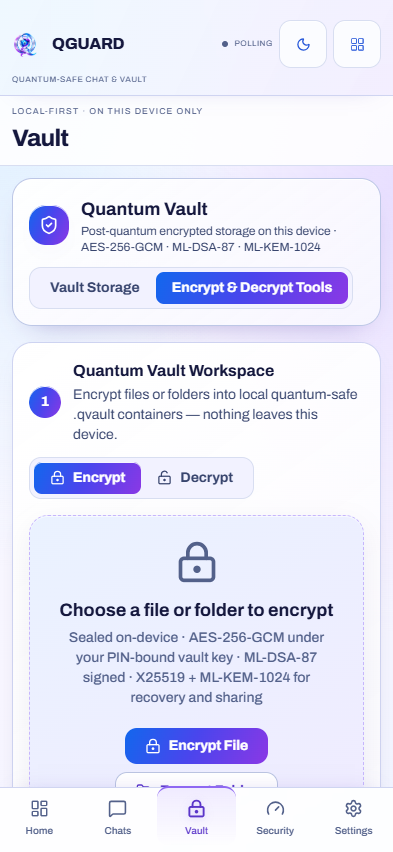 QGUARD
POLLING
QUANTUM-SAFE CHAT & VAULT
LOCAL-FIRST · ON THIS DEVICE ONLY
Vault
Quantum Vault
Post-quantum encrypted storage on this device ·
AES-256-GCM · ML-DSA-87 · ML-KEM-1024
Vault Storage
Encrypt & Decrypt Tools
1
Quantum Vault Workspace
Encrypt files or folders into local quantum-safe
.qvault containers — nothing leaves this
device.
Encrypt
Decrypt
Choose a file or folder to encrypt
Sealed on-device · AES-256-GCM under
your PIN-bound vault key · ML-DSA-87
signed · X25519 + ML-KEM-1024 for
recovery and sharing
Encrypt File
Home
Chats
Vault
Security
Settings